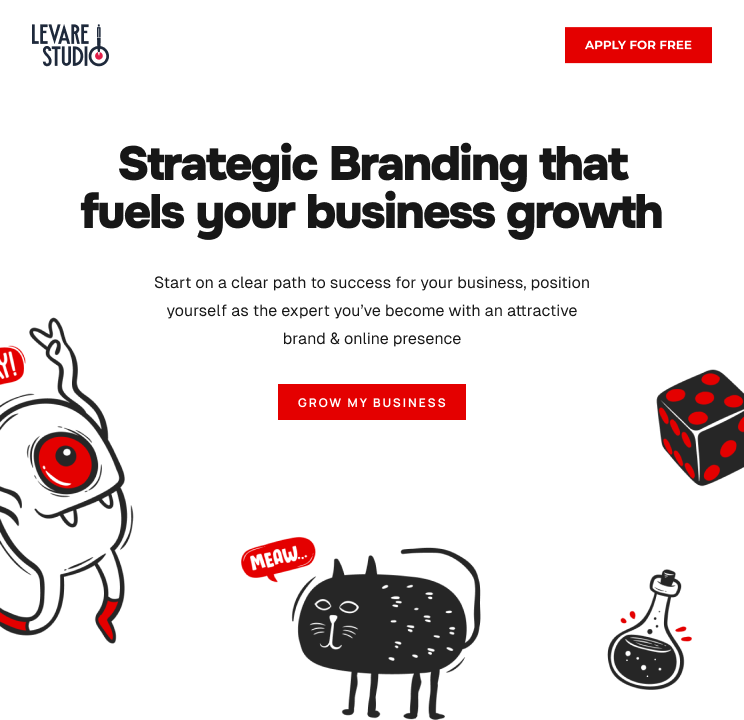 LEVARE
STUDIO
APPLY FOR FREE
Strategic Branding that
fuels your business growth
Start on a clear path to success for your business, position
yourself as the expert you’ve become with an attractive
brand & online presence
GROW MY BUSINESS
MEAW...